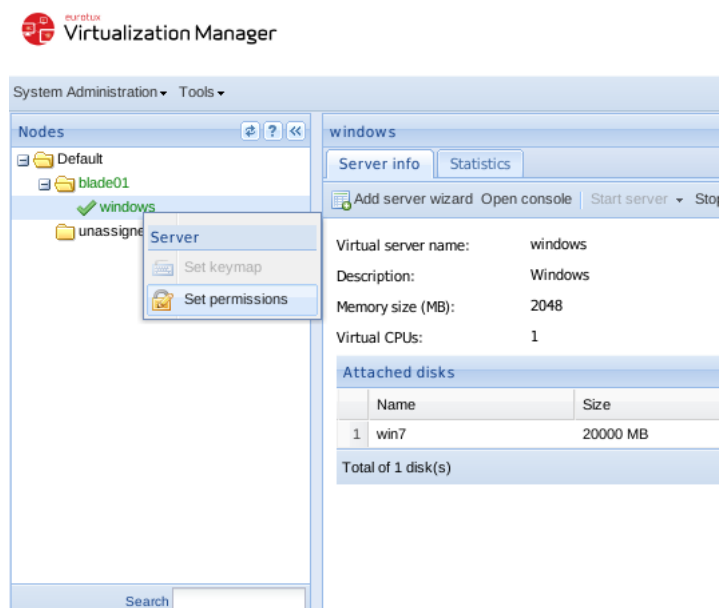 eurotux
Virtualization Manager
System Administration Tools
Nodes
windows
Default
Server info Statistics
blade01
Add server wizard Open console Start server Stop
windows
unassigne
Server
Set keymap
Set permissions
Virtual server name: windows
Description: Windows
Memory size (MB): 2048
Virtual CPUs: 1
Attached disks
Name Size
1 win7 20000 MB
Total of 1 disk(s)
Search